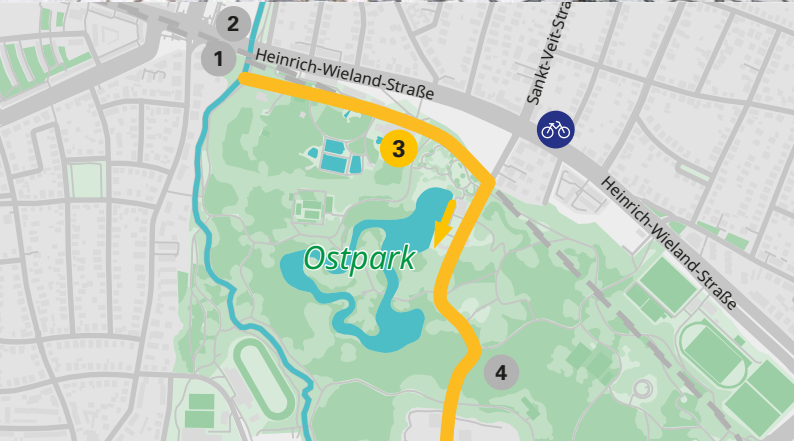 2
1
Heinrich-Wieland-Straße
Sankt-Veit-Stra
3
Heinrich-Wieland-Straße
Ostpark
4